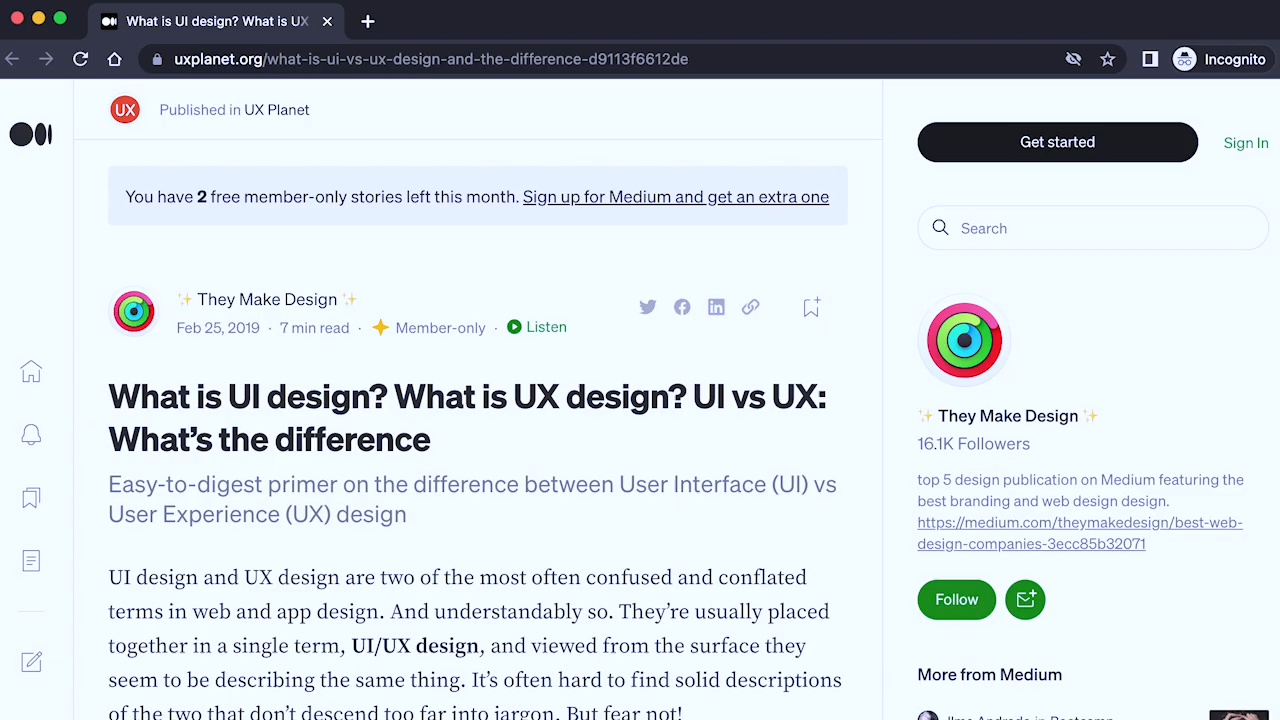 What is UI design? What is UX
uxplanet.org/what-is-ui-vs-ux-design-and-the-difference-d9113f6612de
Incognito
UX
Published in UX Planet
Get started
Sign In
You have 2 free member-only stories left this month. Sign up for Medium and get an extra one
Search
✨ They Make Design ✨
Feb 25, 2019 · 7 min read · Member-only · Listen
What is UI design? What is UX design? UI vs UX:
What’s the difference
Easy-to-digest primer on the difference between User Interface (UI) vs
User Experience (UX) design
UI design and UX design are two of the most often confused and conflated
terms in web and app design. And understandably so. They’re usually placed
together in a single term, UI/UX design, and viewed from the surface they
seem to be describing the same thing. It’s often hard to find solid descriptions
of the two that don’t descend too far into jargon. But fear not!
✨ They Make Design ✨
16.1K Followers
top 5 design publication on Medium featuring the
best branding and web design design.
https://medium.com/theymakedesign/best-web-
design-companies-3ecc85b32071
Follow
More from Medium
in Bootcamp